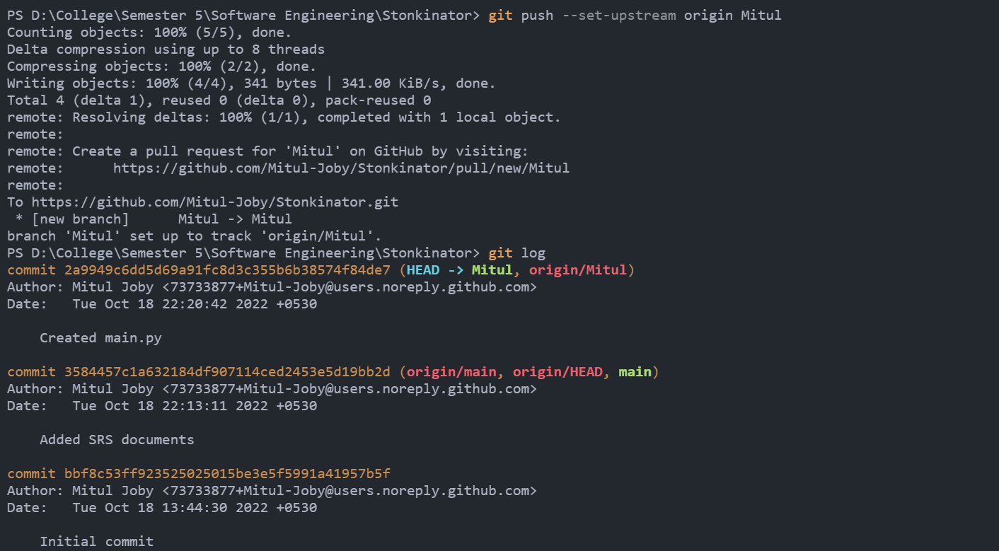 PS D:\College\Semester 5\Software Engineering\Stonkinator> git push --set-upstream origin Mitul
Counting objects: 100% (5/5), done.
Delta compression using up to 8 threads
Compressing objects: 100% (2/2), done.
Writing objects: 100% (4/4), 341 bytes | 341.00 KiB/s, done.
Total 4 (delta 1), reused 0 (delta 0), pack-reused 0
remote: Resolving deltas: 100% (1/1), completed with 1 local object.
remote:
remote: Create a pull request for 'Mitul' on GitHub by visiting:
remote:      https://github.com/Mitul-Joby/Stonkinator/pull/new/Mitul
remote:
To https://github.com/Mitul-Joby/Stonkinator.git
 * [new branch]      Mitul -> Mitul
branch 'Mitul' set up to track 'origin/Mitul'.
PS D:\College\Semester 5\Software Engineering\Stonkinator> git log
commit 2a9949c6dd5d69a91fc8d3c355b6b38574f84de7 (HEAD -> Mitul, origin/Mitul)
Author: Mitul Joby <73733877+Mitul-Joby@users.noreply.github.com>
Date:   Tue Oct 18 22:20:42 2022 +0530

    Created main.py

commit 3584457c1a632184df907114ced2453e5d19bb2d (origin/main, origin/HEAD, main)
Author: Mitul Joby <73733877+Mitul-Joby@users.noreply.github.com>
Date:   Tue Oct 18 22:13:11 2022 +0530

    Added SRS documents

commit bbf8c53ff923525025015be3e5f5991a41957b5f
Author: Mitul Joby <73733877+Mitul-Joby@users.noreply.github.com>
Date:   Tue Oct 18 13:44:30 2022 +0530

    Initial commit